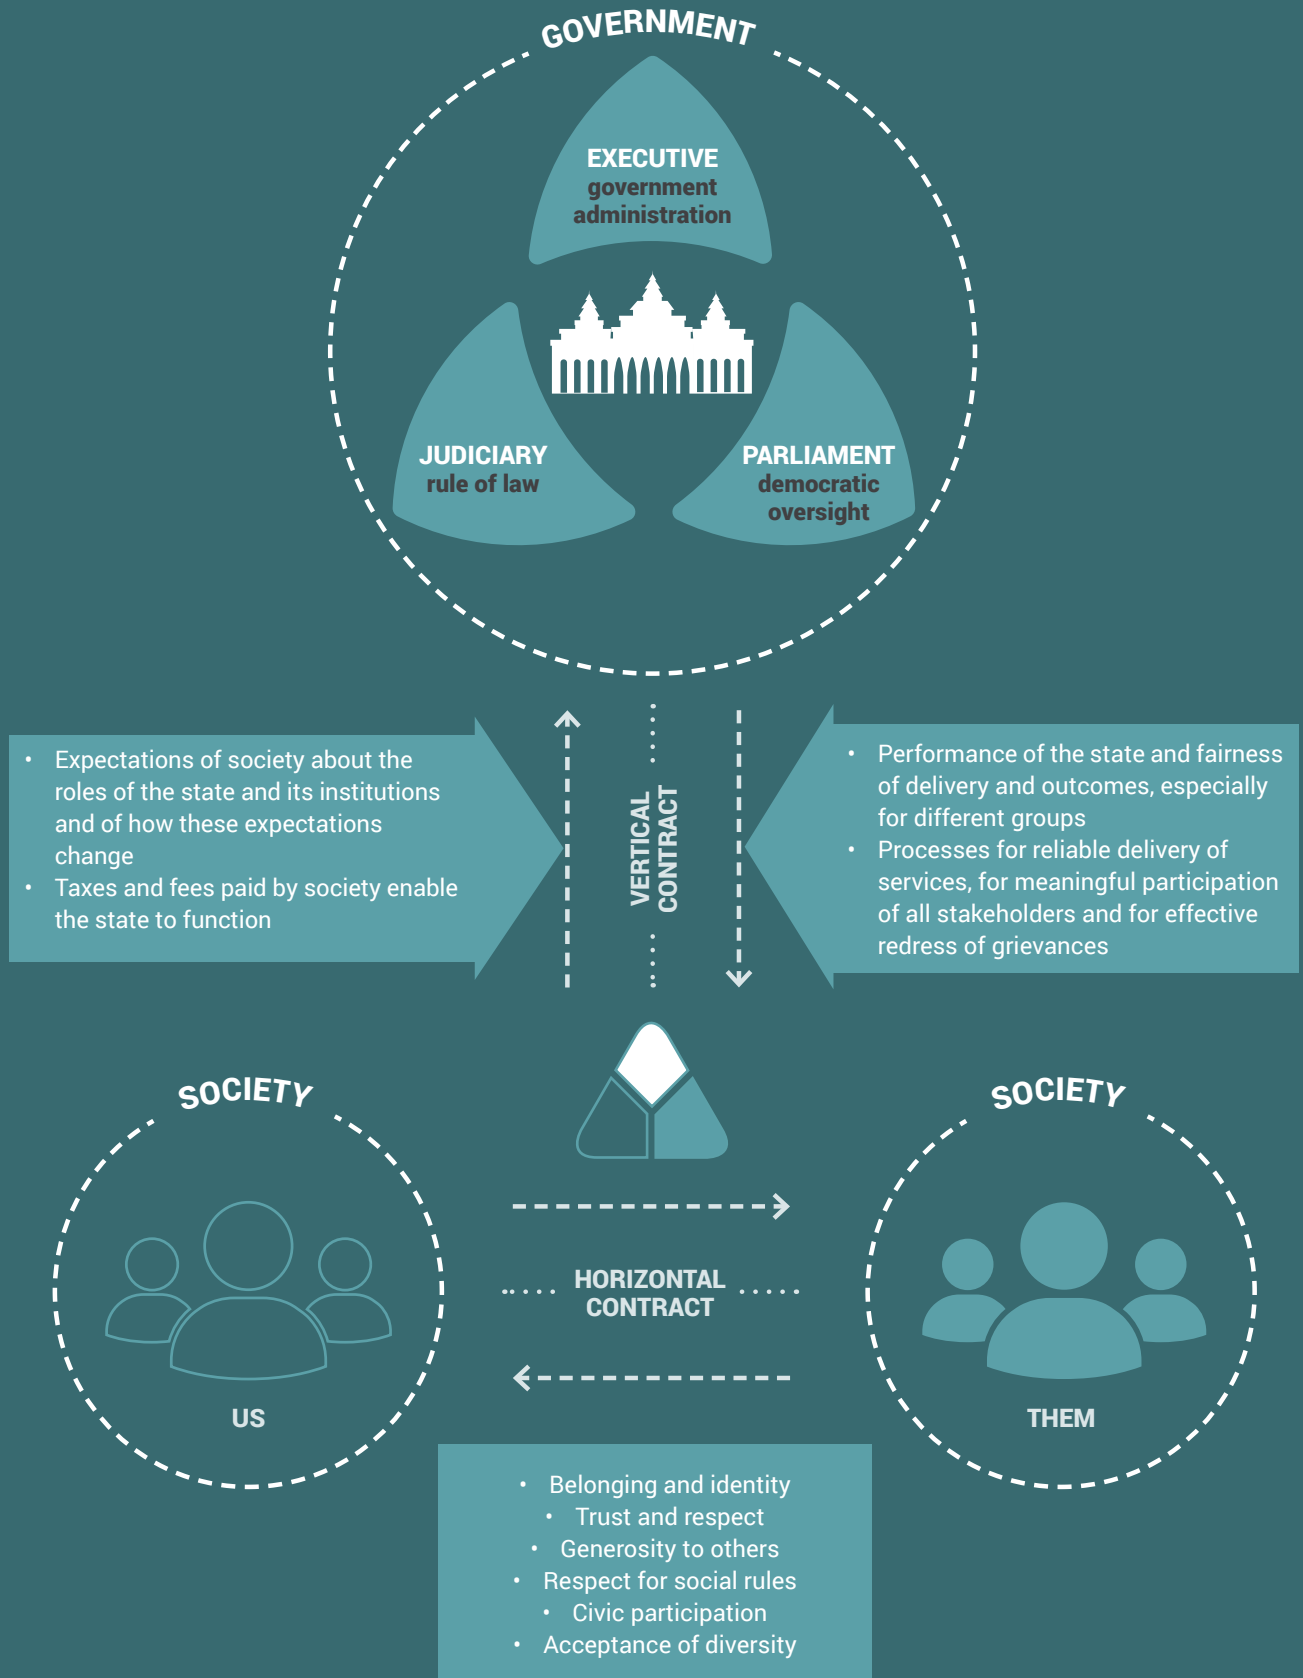 GOVERNMENT
EXECUTIVE
government
administration
JUDICIARY
rule of law
PARLIAMENT
democratic
oversight
• Expectations of society about the
roles of the state and its institutions
and of how these expectations
change
• Taxes and fees paid by society enable
the state to function
VERTICAL
CONTRACT
• Performance of the state and fairness
of delivery and outcomes, especially
for different groups
• Processes for reliable delivery of
services, for meaningful participation
of all stakeholders and for effective
redress of grievances
SOCIETY
US
HORIZONTAL
CONTRACT
SOCIETY
THEM
• Belonging and identity
• Trust and respect
• Generosity to others
• Respect for social rules
• Civic participation
• Acceptance of diversity